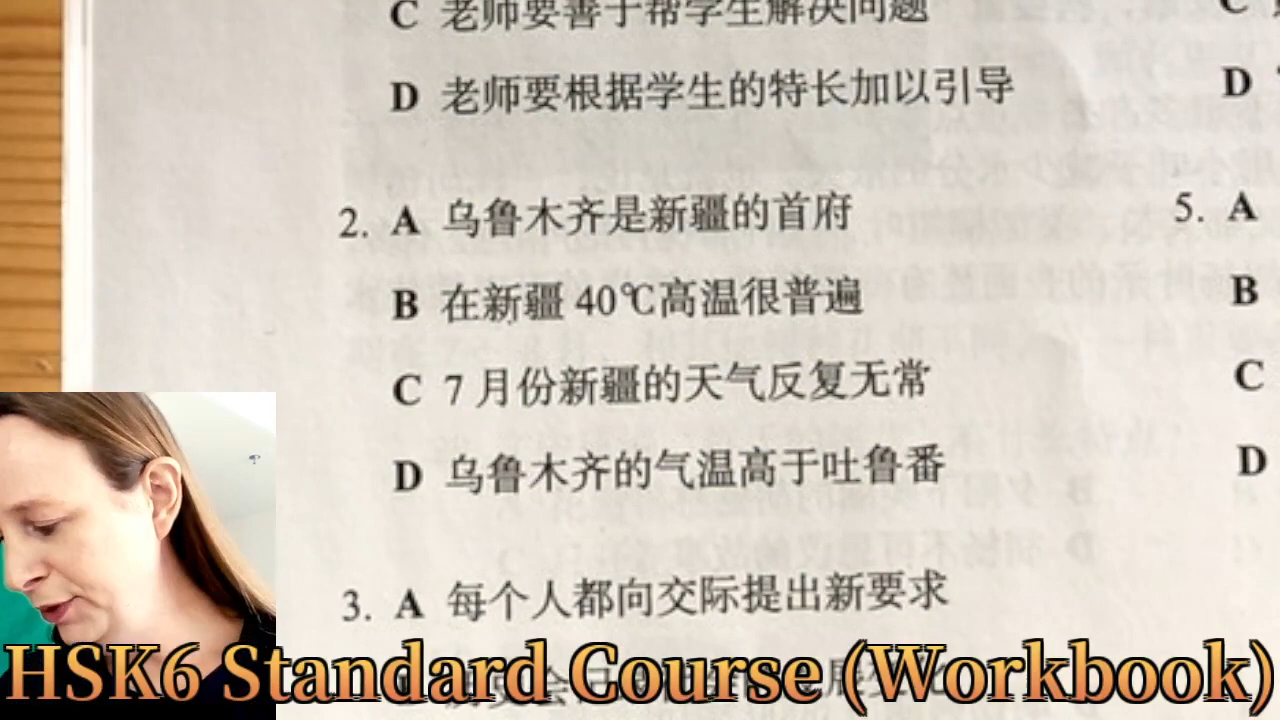 C 老师要善于帮学生解决问题
D 老师要根据学生的特长加以引导
2. A 乌鲁木齐是新疆的首府
B 在新疆 40℃高温很普遍
C 7 月份新疆的天气反复无常
D 乌鲁木齐的气温高于吐鲁番
3. A 每个人都向交际提出新要求
C
D
5. A
B
C
D
HSK6 Standard Course (Workbook)